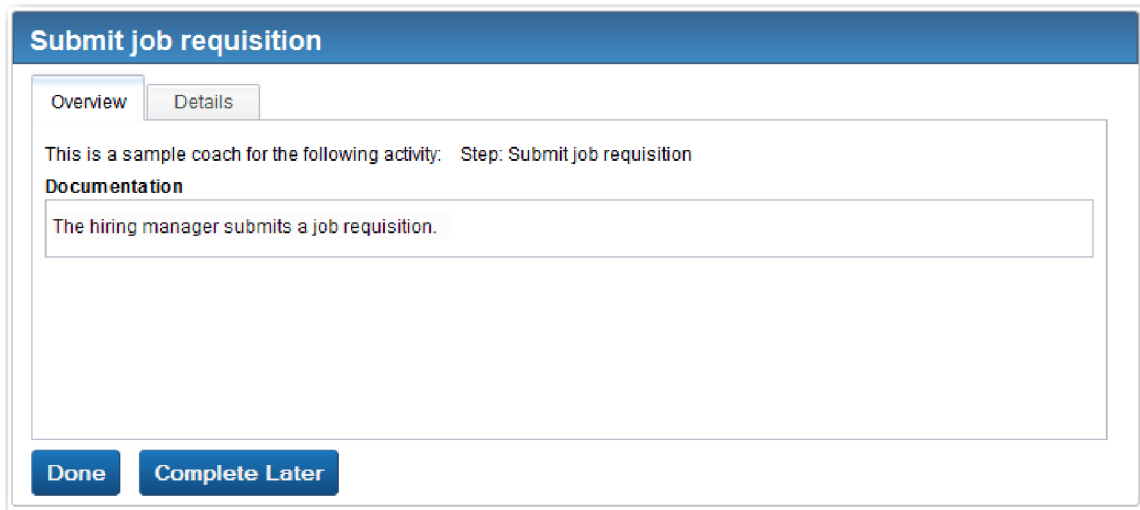 Submit job requisition
Overview Details
This is a sample coach for the following activity: Step: Submit job requisition
Documentation
The hiring manager submits a job requisition.
Done Complete Later